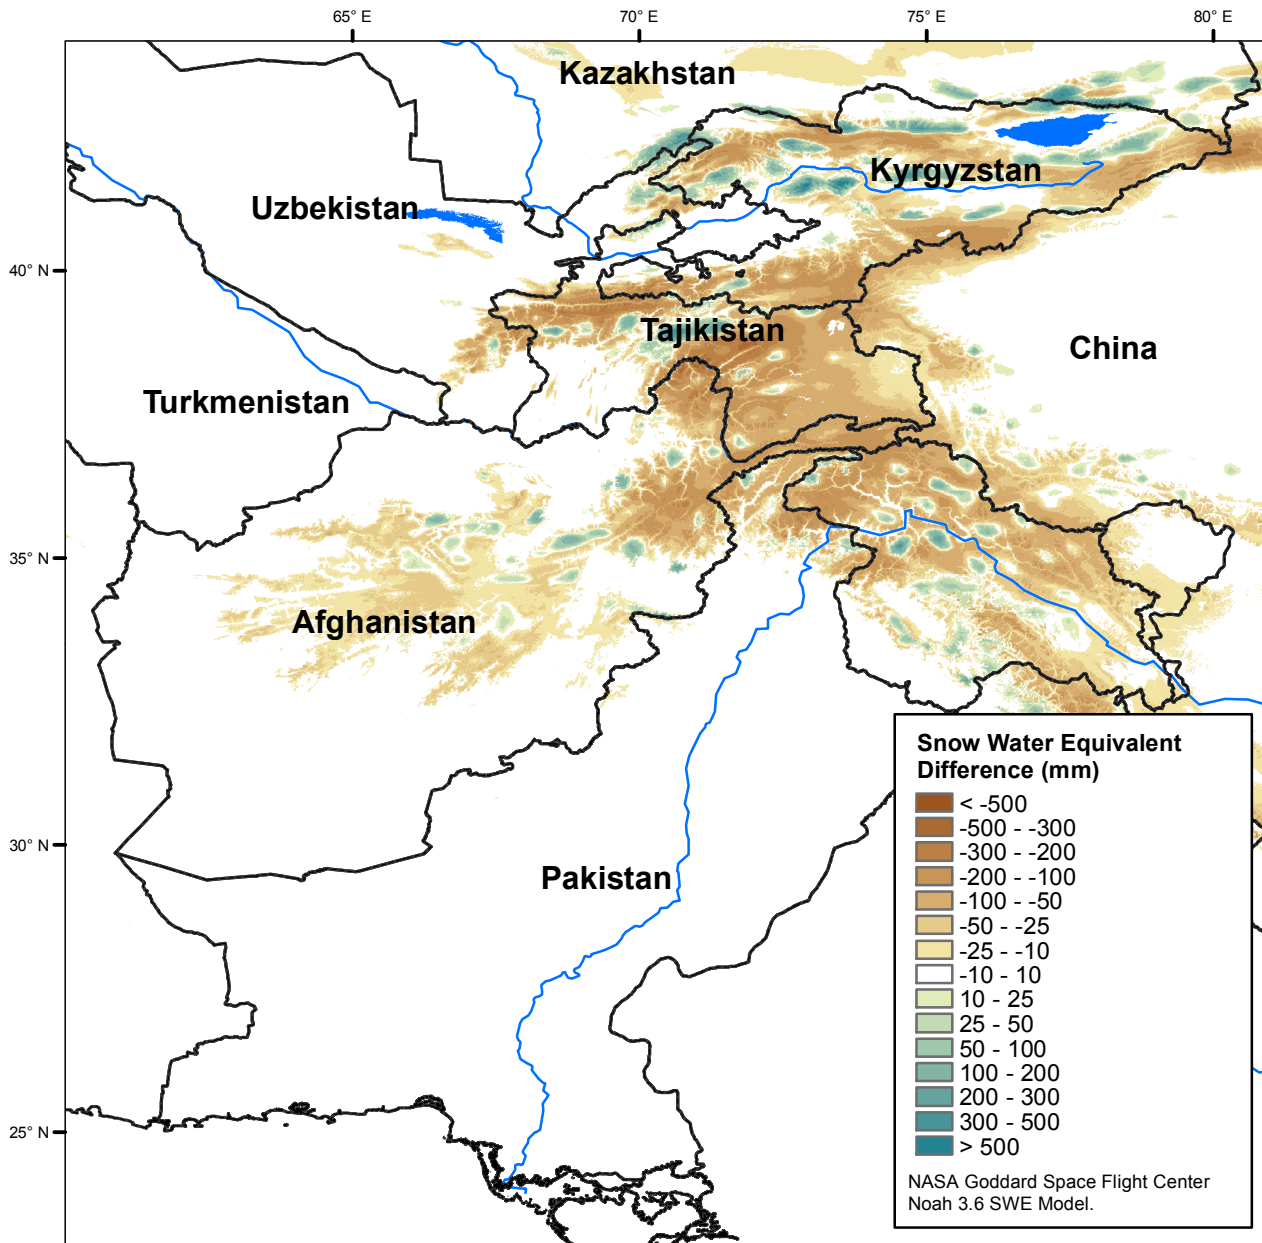 65° E 70° E 75° E 80° E
Kazakhstan
Kyrgyzstan
Uzbekistan
40° N
Tajikistan
China
Turkmenistan
35° N
Afghanistan
30° N
Pakistan
25° N
Snow Water Equivalent
Difference (mm)
< -500
-500 - -300
-300 - -200
-200 - -100
-100 - -50
-50 - -25
-25 - -10
-10 - 10
10 - 25
25 - 50
50 - 100
100 - 200
200 - 300
300 - 500
> 500
NASA Goddard Space Flight Center
Noah 3.6 SWE Model.